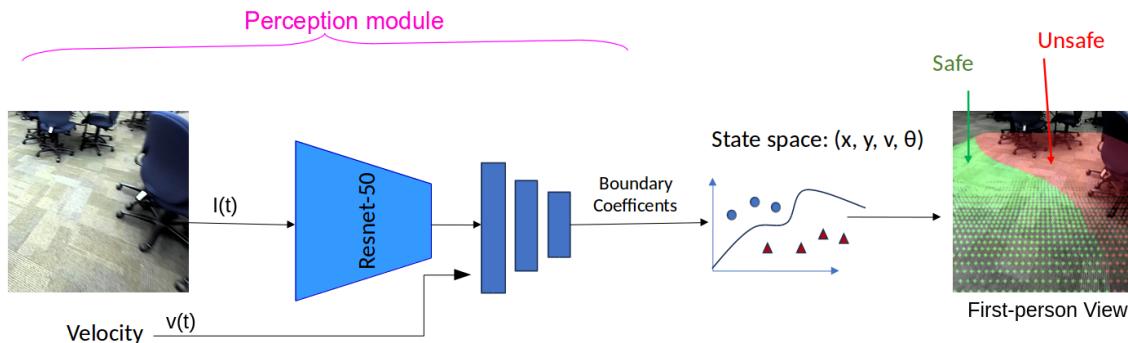 Perception module
Unsafe
Safe
State space: (x, y, v, θ)
I(t)
Resnet-50
Boundary
Coefficents
First-person View
Velocity
v(t)